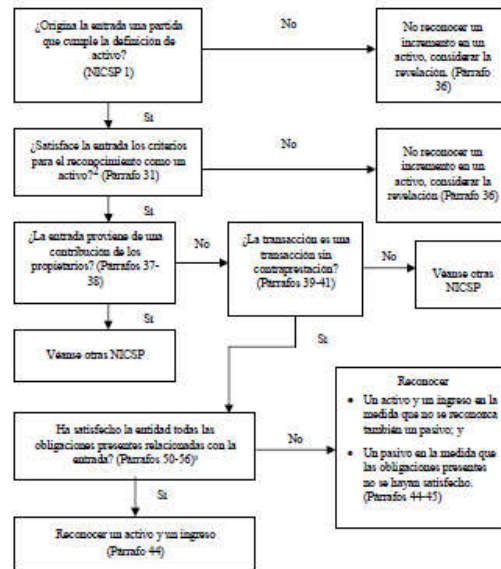 ¿Origina la entrada una partida
que cumple la definición de
activo?
(NICSP 1)
No
No reconocer un
incremento en un
activo, considerar la
revelación. (Párrafo
36)
Si
¿Satisface la entrada los criterios
para el reconocimiento como un
activo?² (Párrafo 31)
No
No reconocer un
incremento en un
activo, considerar la
revelación (Párrafo 36)
Si
¿La entrada proviene de una
contribución de los
propietarios? (Párrafos 37-
38)
No
¿La transacción es una
transacción sin
contraprestación?
(Párrafos 39-41)
No
Véanse otras
NICSP
Si
Véanse otras NICSP
Si
Ha satisfecho la entidad todas las
obligaciones presentes relacionadas con la
entrada? (Párrafos 50-56)³
No
Reconocer
• Un activo y un ingreso en la
medida que no se reconozca
también un pasivo; y
• Un pasivo en la medida que
las obligaciones presentes
no se hayan satisfecho.
(Párrafos 44-45)
Si
Reconocer un activo y un ingreso
(Párrafo 44)